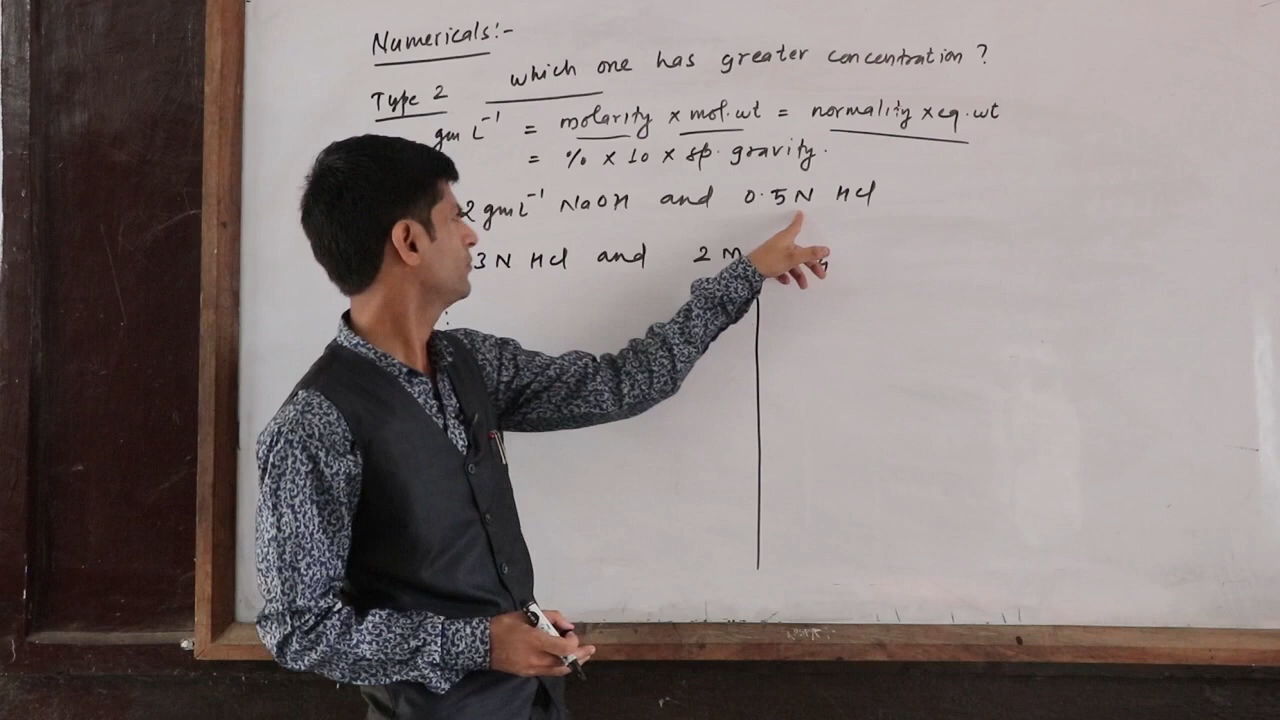 Numericals:-
Type 2 which one has greater concentration ?
gm L⁻¹ = molarity × mol.wt = normality × eq.wt
= % × 10 × sp. gravity.
2 gm L⁻¹ NaOH and 0.5 N HCl
3 N HCl and 2 M